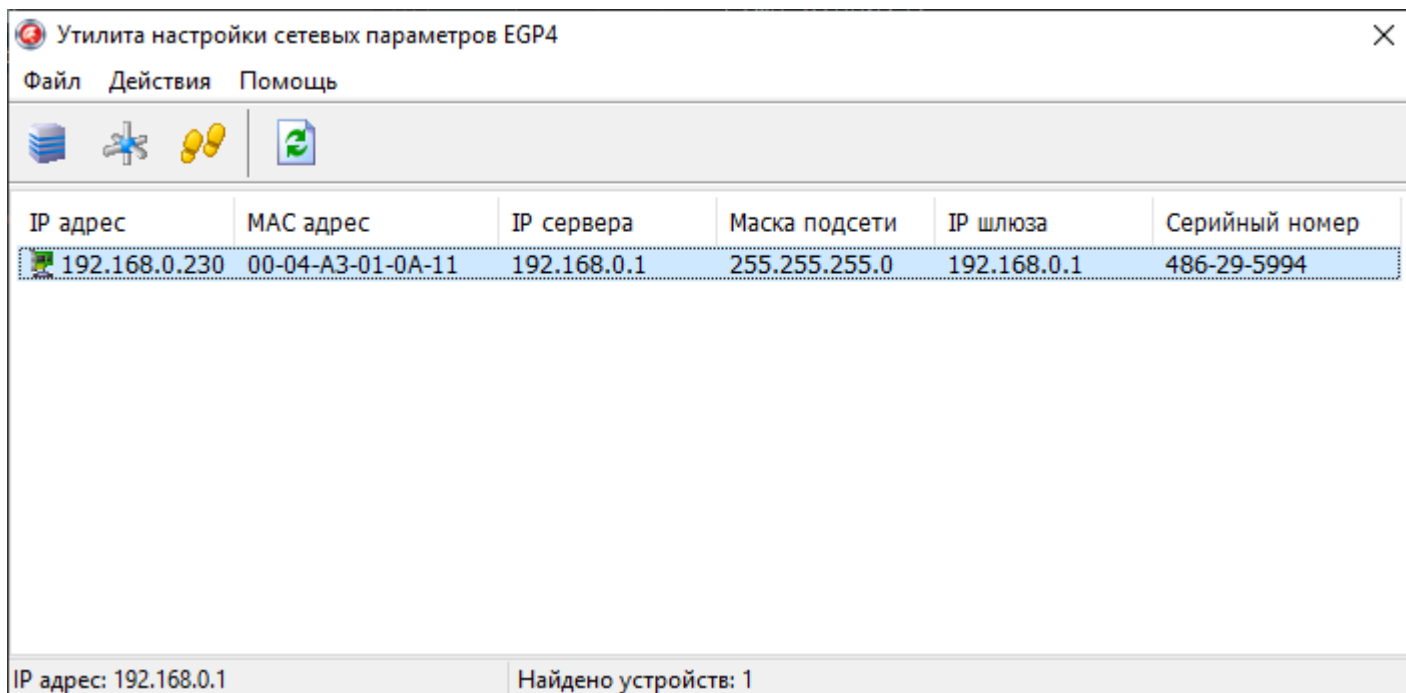 Утилита настройки сетевых параметров EGP4
Файл Действия Помощь
IP адрес MAC адрес IP сервера Маска подсети IP шлюза Серийный номер
192.168.0.230 00-04-A3-01-0A-11 192.168.0.1 255.255.255.0 192.168.0.1 486-29-5994
IP адрес: 192.168.0.1 Найдено устройств: 1